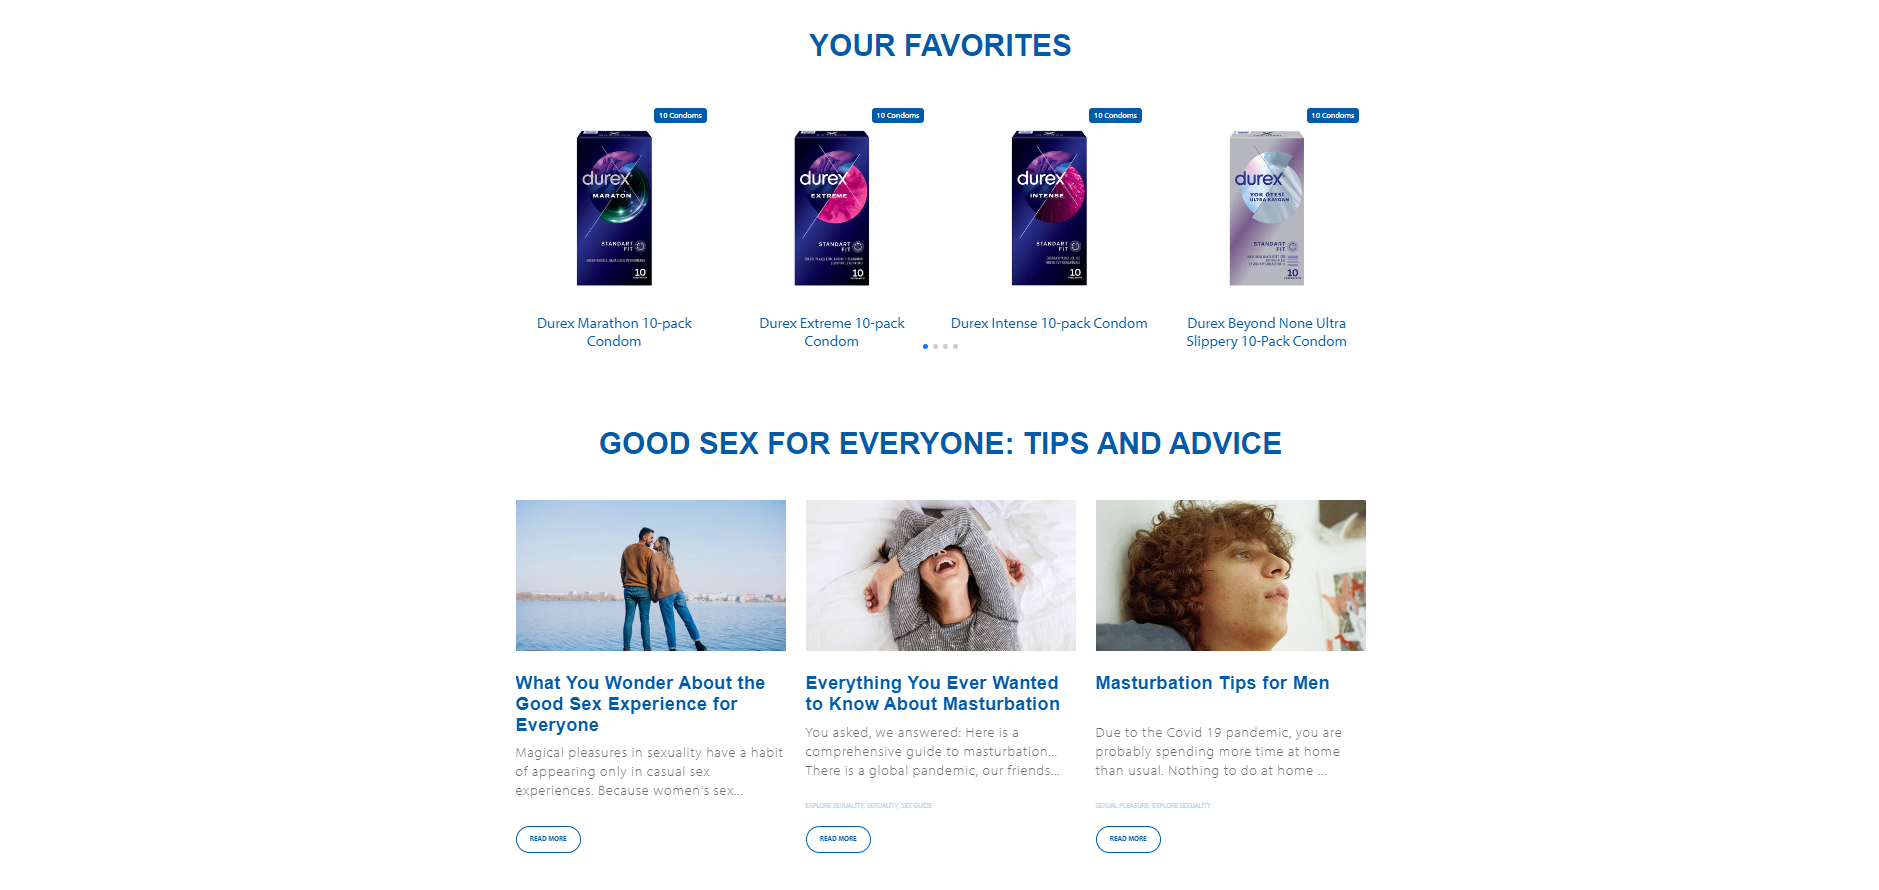 YOUR FAVORITES
10 Condoms
10 Condoms
10 Condoms
10 Condoms
durex
MARATON
STANDART
FIT
10
durex
EXTREME
STANDART
FIT
10
durex
INTENSE
STANDART
FIT
10
durex
YOK ÖTESİ
ULTRA KAYGAN
STANDART
FIT
10
Durex Marathon 10-pack
Condom
Durex Extreme 10-pack
Condom
Durex Intense 10-pack Condom
Durex Beyond None Ultra
Slippery 10-Pack Condom
GOOD SEX FOR EVERYONE: TIPS AND ADVICE
What You Wonder About the
Good Sex Experience for
Everyone
Magical pleasures in sexuality have a habit
of appearing only in casual sex
experiences. Because women's sex...
READ MORE
Everything You Ever Wanted
to Know About Masturbation
You asked, we answered: Here is a
comprehensive guide to masturbation...
There is a global pandemic, our friends...
EXPLORE SEXUALITY, SEXUALITY, SEX GUIDE
READ MORE
Masturbation Tips for Men
Due to the Covid 19 pandemic, you are
probably spending more time at home
than usual. Nothing to do at home ...
SEXUAL PLEASURE, EXPLORE SEXUALITY
READ MORE